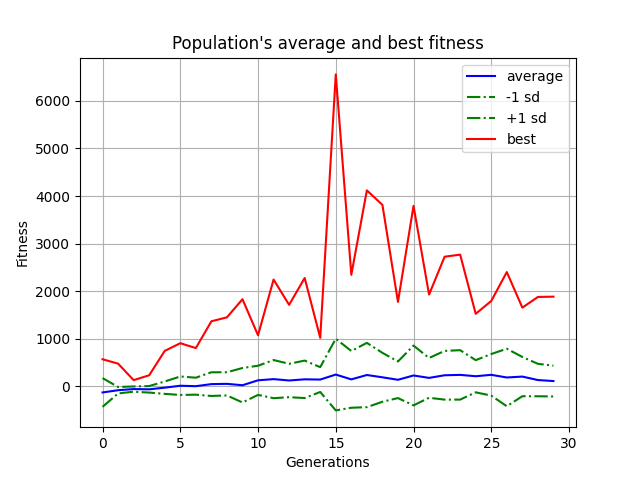 Population's average and best fitness
average
-1 sd
+1 sd
best
Fitness
6000
5000
4000
3000
2000
1000
0
0 5 10 15 20 25 30
Generations